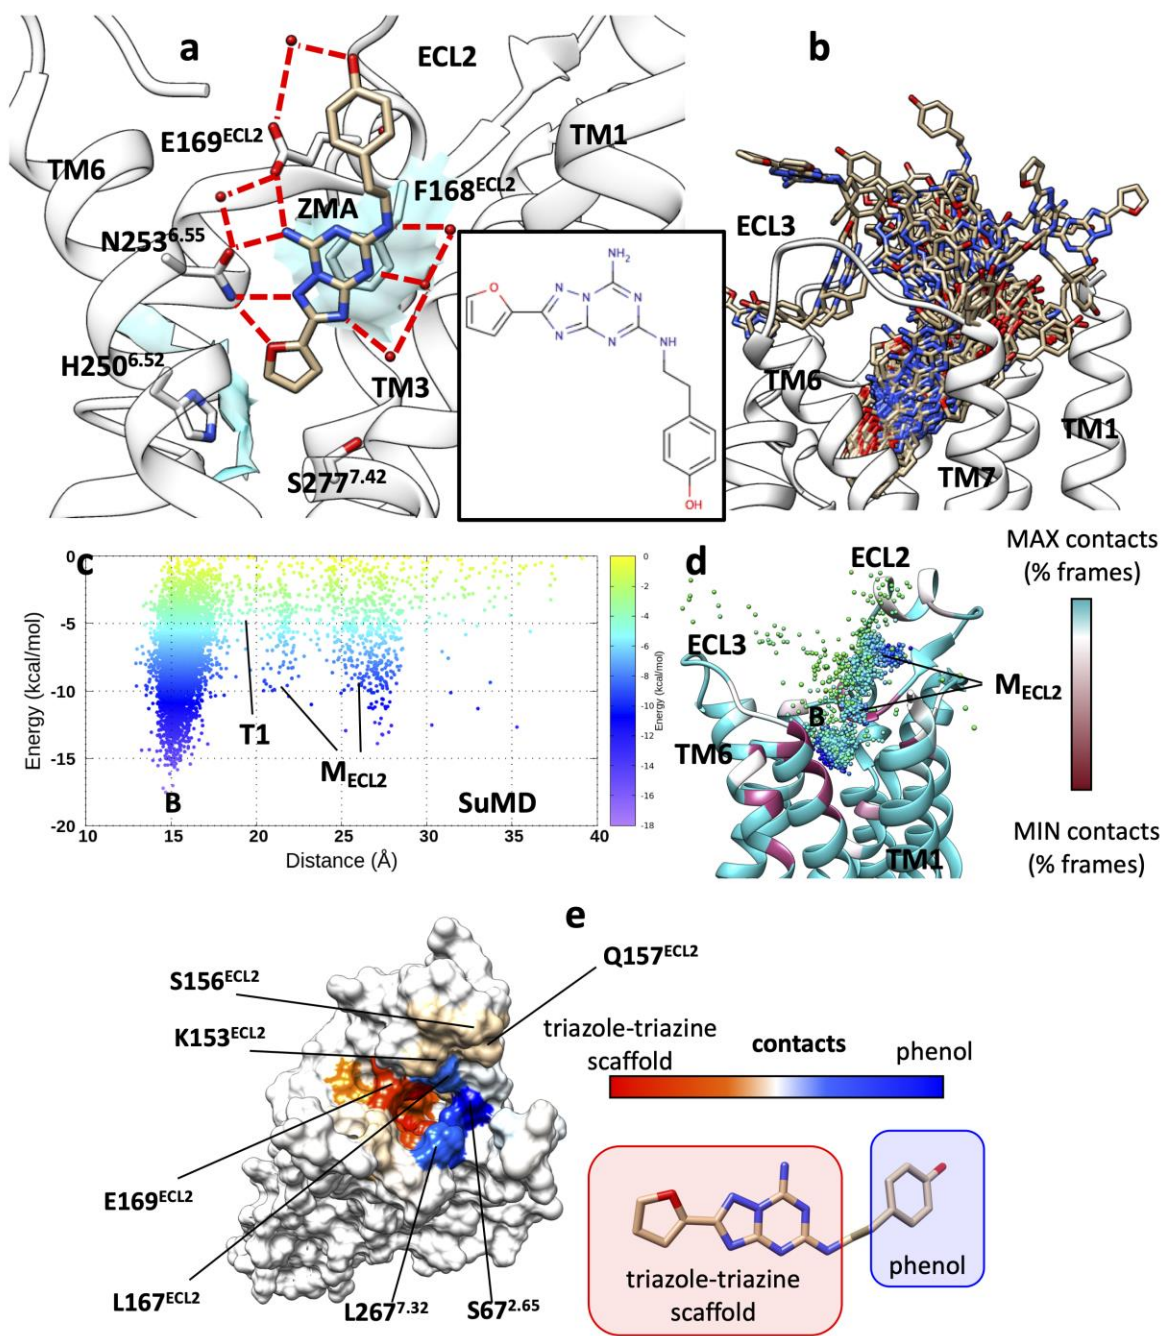 a
ECL2
TM1
E169ECL2
TM6
F168ECL2
ZMA
N2536.55
H2506.52
TM3
S2777.42
NH2
O
N
N
N
N
N
N
NH
OH
b
ECL3
TM6
TM7
TM1
c
0
-5
-10
-15
-20
Energy (kcal/mol)
10
15
20
25
30
35
40
Distance (Å)
T1
MECL2
B
SuMD
0
-2
-4
-6
-8
-10
-12
-14
-16
-18
Energy (kcal/mol)
d
ECL2
ECL3
MECL2
B
TM6
TM1
MAX contacts
(% frames)
MIN contacts
(% frames)
e
Q157ECL2
S156ECL2
K153ECL2
E169ECL2
L167ECL2
L2677.32
S672.65
triazole-triazine
scaffold
contacts
phenol
triazole-triazine
scaffold
phenol